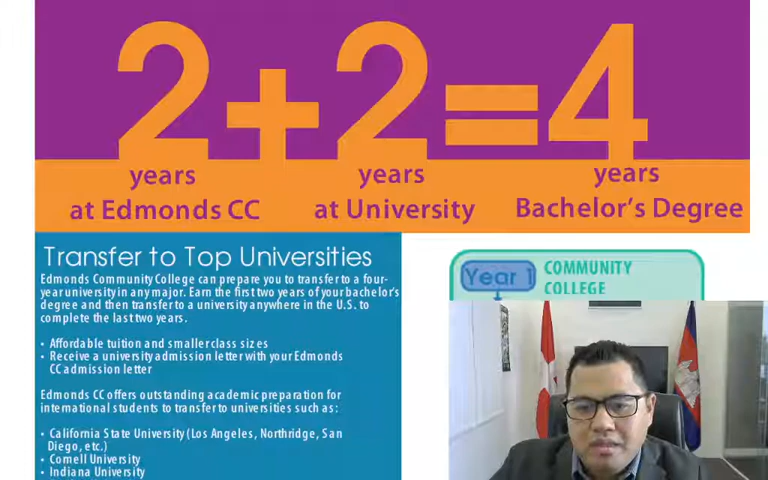 2+2=4
years years years
at Edmonds CC at University Bachelor's Degree
Transfer to Top Universities
Edmonds Community College can prepare you to transfer to a four-
year university in any major. Earn the first two years of your bachelor's
degree and then transfer to a university anywhere in the U.S. to
complete the last two years.
• Affordable tuition and smaller class sizes
• Receive a university admission letter with your Edmonds
CC admission letter
Edmonds CC offers outstanding academic preparation for
international students to transfer to universities such as:
• California State University (Los Angeles, Northridge, San
Diego, etc.)
• Cornell University
• Indiana University
Year 1
COMMUNITY
COLLEGE